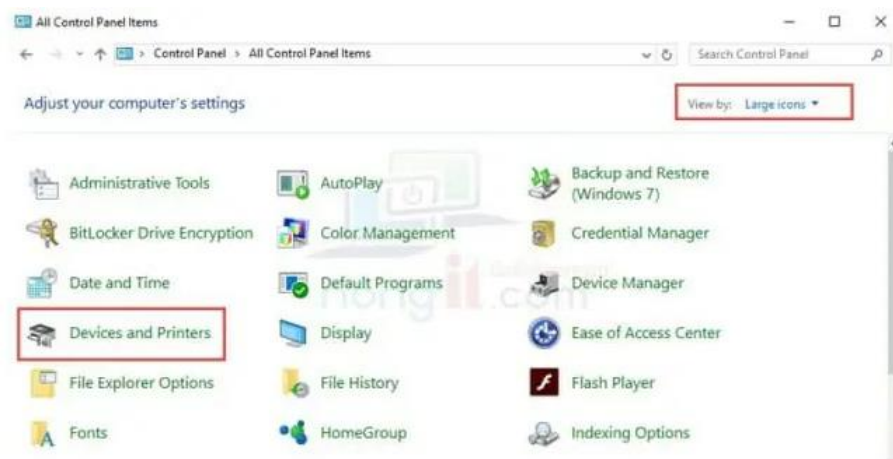 All Control Panel Items
Control Panel > All Control Panel Items
Search Control Panel
Adjust your computer's settings
View by: Large icons
Administrative Tools
AutoPlay
Backup and Restore
(Windows 7)
BitLocker Drive Encryption
Color Management
Credential Manager
Date and Time
Default Programs
Device Manager
Devices and Printers
Display
Ease of Access Center
File Explorer Options
File History
Flash Player
Fonts
HomeGroup
Indexing Options